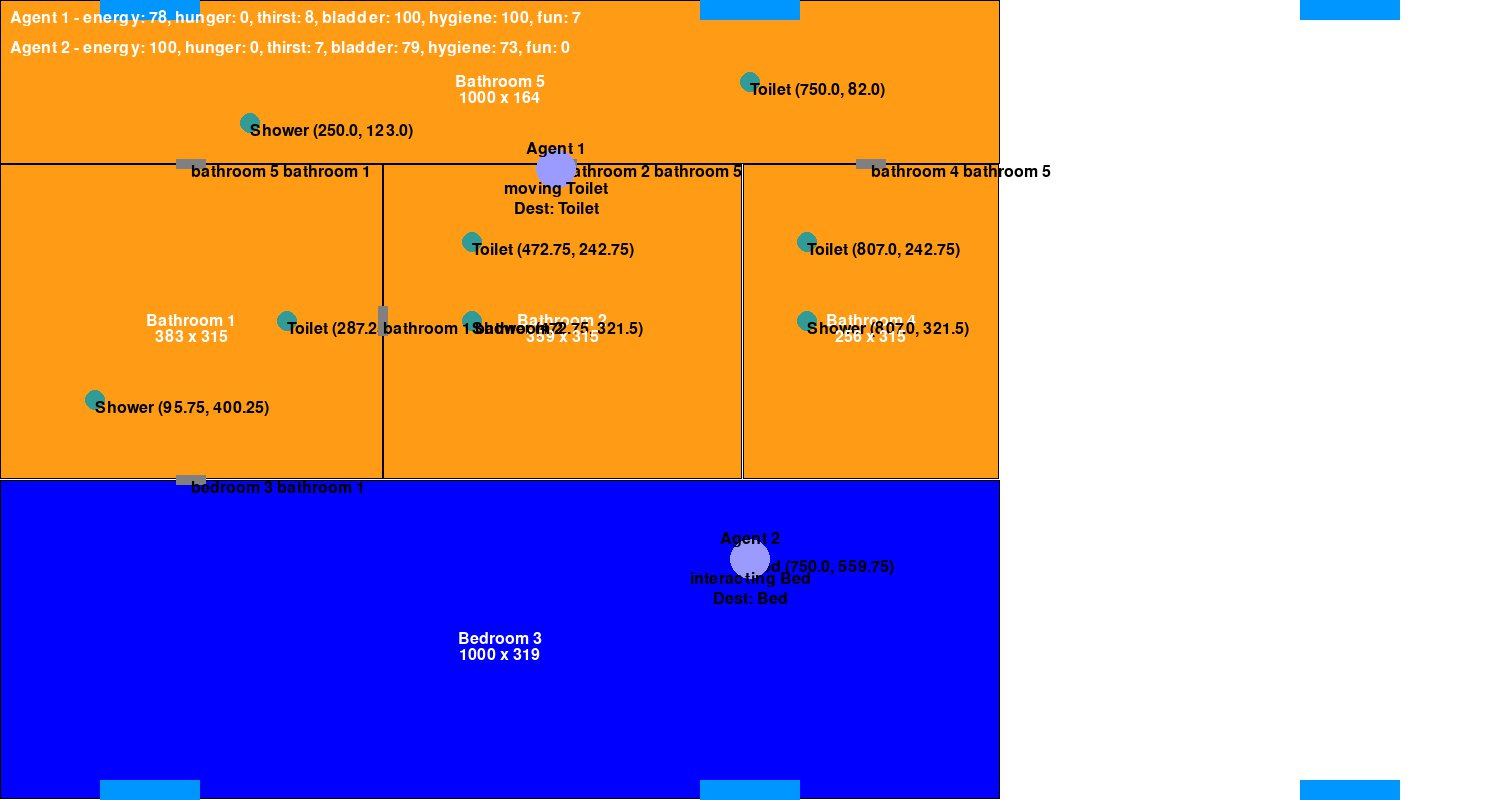 Agent 1 - energy: 78, hunger: 0, thirst: 8, bladder: 100, hygiene: 100, fun: 7
Agent 2 - energy: 100, hunger: 0, thirst: 7, bladder: 79, hygiene: 73, fun: 0
Bathroom 5
1000 x 164
Toilet (750.0, 82.0)
Shower (250.0, 123.0)
Agent 1
bathroom 5 bathroom 1
athroom 2 bathroom 5
bathroom 4 bathroom 5
moving Toilet
Dest: Toilet
Toilet (472.75, 242.75)
Toilet (807.0, 242.75)
Bathroom 1
383 x 315
Toilet (287.2
bathroom 1 bathroom 2
Shower (472.75, 321.5)
Bathroom 2
359 x 315
Bathroom 4
256 x 315
Shower (807.0, 321.5)
Shower (95.75, 400.25)
bedroom 3 bathroom 1
Agent 2
d (750.0, 559.75)
interacting Bed
Dest: Bed
Bedroom 3
1000 x 319